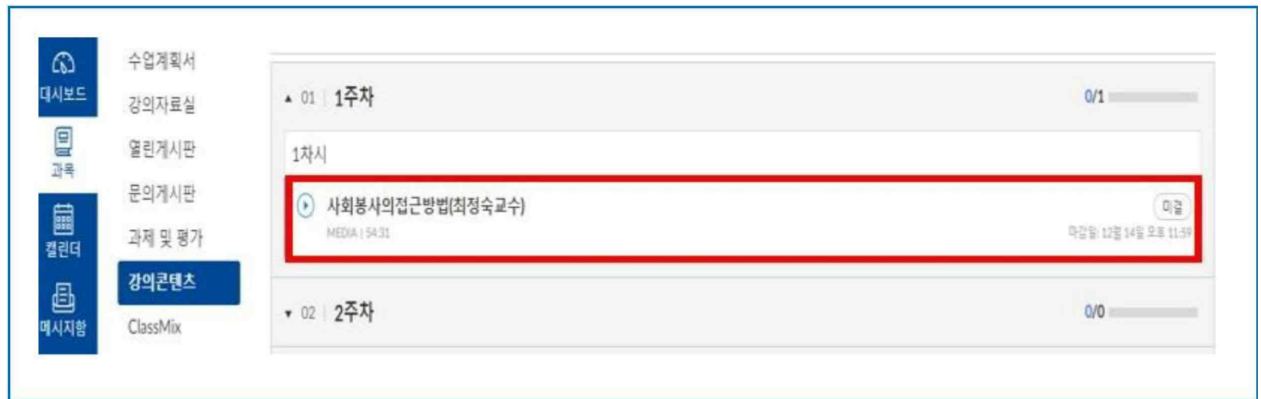 대시보드
과목
캘린더
메시지함
수업계획서
강의자료실
열린게시판
문의게시판
과제 및 평가
강의콘텐츠
ClassMix
▲ 01 | 1주차 0/1
1차시
사회봉사의접근방법(최정숙교수) 미결
MEDIA | 54:31 마감일: 12월 14일 오후 11:59
▼ 02 | 2주차 0/0